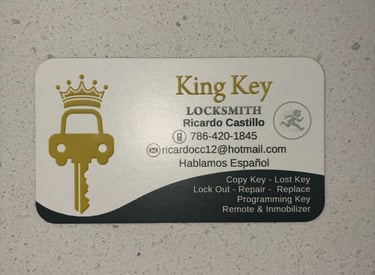 King Key
LOCKSMITH
Ricardo Castillo
786-420-1845
ricardocc12@hotmail.com
Hablamos Español
Copy Key - Lost Key
Lock Out - Repair - Replace
Programming Key
Remote & Inmobilizer